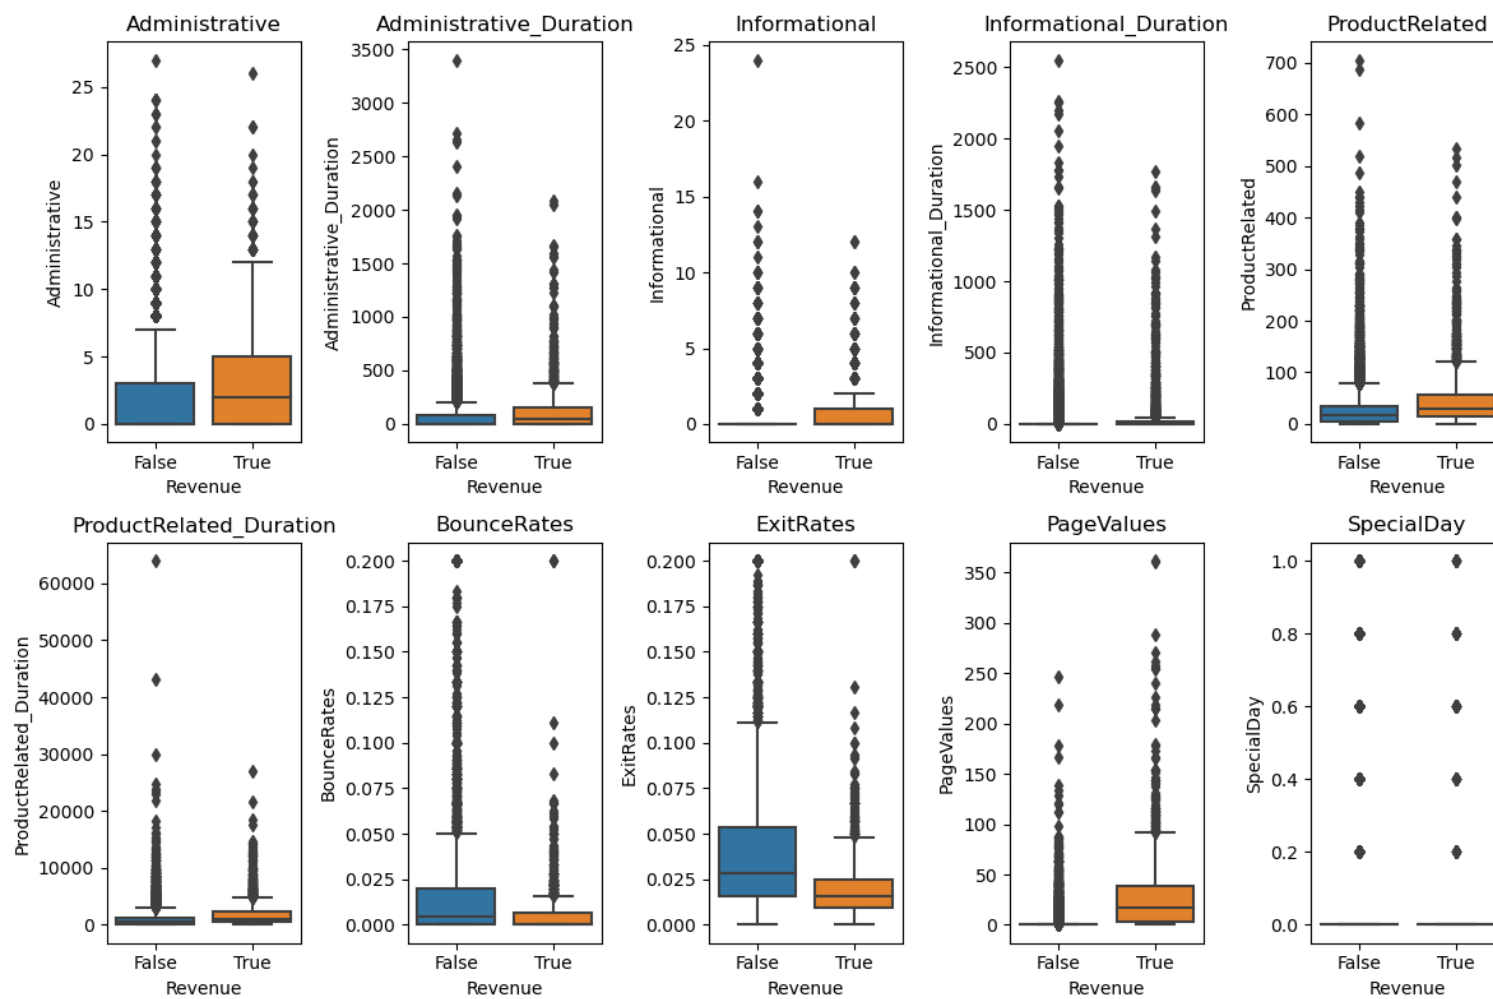 Administrative
Administrative_Duration
Informational
Informational_Duration
ProductRelated
Administrative
25
20
15
10
5
0
False
True
Revenue
Administrative_Duration
3500
3000
2500
2000
1500
1000
500
0
False
True
Revenue
Informational
25
20
15
10
5
0
False
True
Revenue
Informational_Duration
2500
2000
1500
1000
500
0
False
True
Revenue
ProductRelated
700
600
500
400
300
200
100
0
False
True
Revenue
ProductRelated_Duration
BounceRates
ExitRates
PageValues
SpecialDay
ProductRelated_Duration
60000
50000
40000
30000
20000
10000
0
False
True
Revenue
BounceRates
0.200
0.175
0.150
0.125
0.100
0.075
0.050
0.025
0.000
False
True
Revenue
ExitRates
0.200
0.175
0.150
0.125
0.100
0.075
0.050
0.025
0.000
False
True
Revenue
PageValues
350
300
250
200
150
100
50
0
False
True
Revenue
SpecialDay
1.0
0.8
0.6
0.4
0.2
0.0
False
True
Revenue